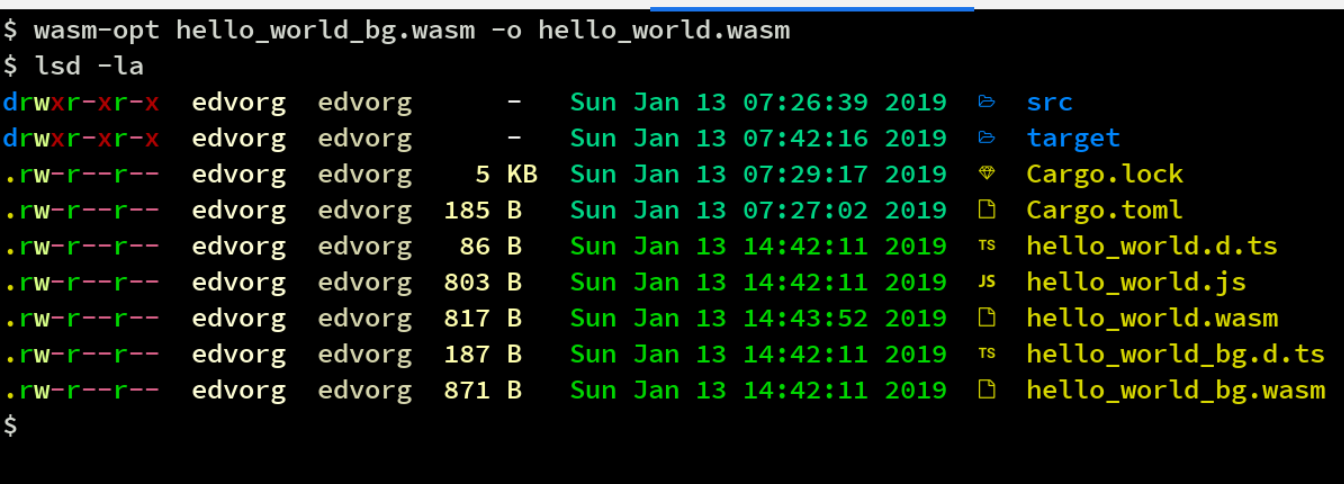 $ wasm-opt hello_world_bg.wasm -o hello_world.wasm
$ lsd -la
drwxr-xr-x edvorg edvorg - Sun Jan 13 07:26:39 2019 src
drwxr-xr-x edvorg edvorg - Sun Jan 13 07:42:16 2019 target
.rw-r--r-- edvorg edvorg 5 KB Sun Jan 13 07:29:17 2019 Cargo.lock
.rw-r--r-- edvorg edvorg 185 B Sun Jan 13 07:27:02 2019 Cargo.toml
.rw-r--r-- edvorg edvorg 86 B Sun Jan 13 14:42:11 2019 TS hello_world.d.ts
.rw-r--r-- edvorg edvorg 803 B Sun Jan 13 14:42:11 2019 JS hello_world.js
.rw-r--r-- edvorg edvorg 817 B Sun Jan 13 14:43:52 2019 hello_world.wasm
.rw-r--r-- edvorg edvorg 187 B Sun Jan 13 14:42:11 2019 TS hello_world_bg.d.ts
.rw-r--r-- edvorg edvorg 871 B Sun Jan 13 14:42:11 2019 hello_world_bg.wasm
$